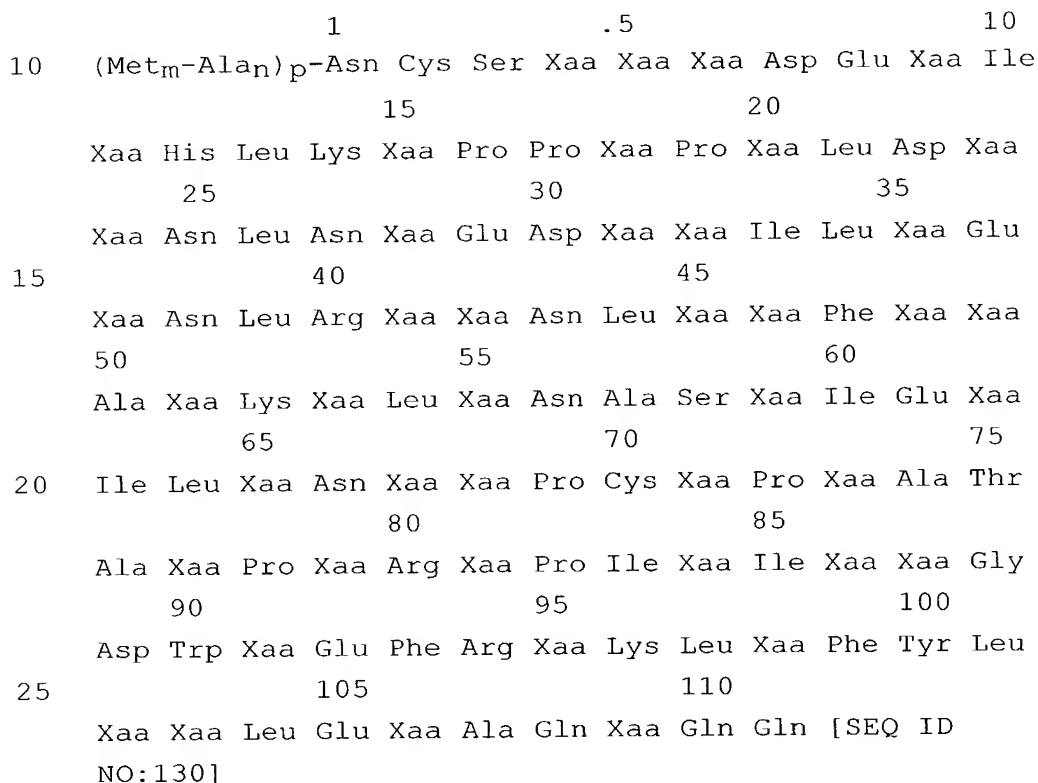 1 .5 10
10 (Metm-Alan)p-Asn Cys Ser Xaa Xaa Xaa Asp Glu Xaa Ile
15 20
Xaa His Leu Lys Xaa Pro Pro Xaa Pro Xaa Leu Asp Xaa
25 30 35
Xaa Asn Leu Asn Xaa Glu Asp Xaa Xaa Ile Leu Xaa Glu
15 40 45
Xaa Asn Leu Arg Xaa Xaa Asn Leu Xaa Xaa Phe Xaa Xaa
50 55 60
Ala Xaa Lys Xaa Leu Xaa Asn Ala Ser Xaa Ile Glu Xaa
65 70 75
20 Ile Leu Xaa Asn Xaa Xaa Pro Cys Xaa Pro Xaa Ala Thr
80 85
Ala Xaa Pro Xaa Arg Xaa Pro Ile Xaa Ile Xaa Xaa Gly
90 95 100
Asp Trp Xaa Glu Phe Arg Xaa Lys Leu Xaa Phe Tyr Leu
25 105 110
Xaa Xaa Leu Glu Xaa Ala Gln Xaa Gln Gln [SEQ ID
NO:130]